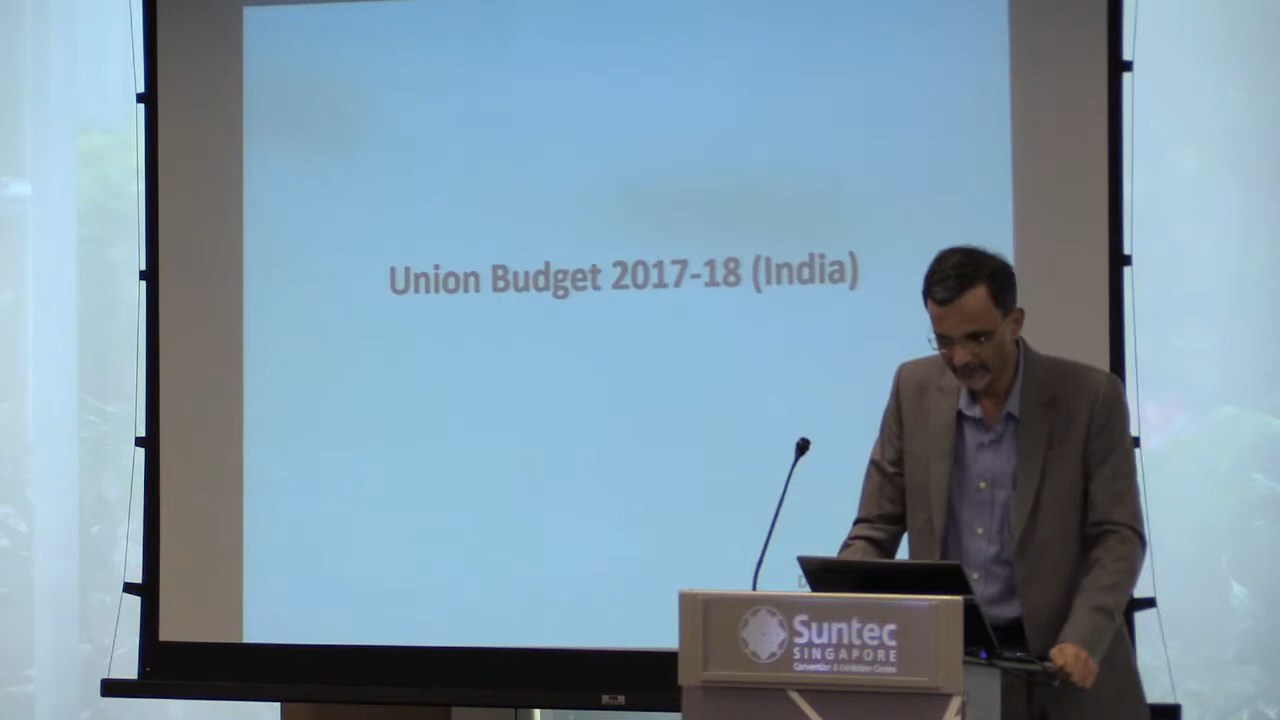 Union Budget 2017-18 (India)
Suntec
SINGAPORE
Convention & Exhibition Centre